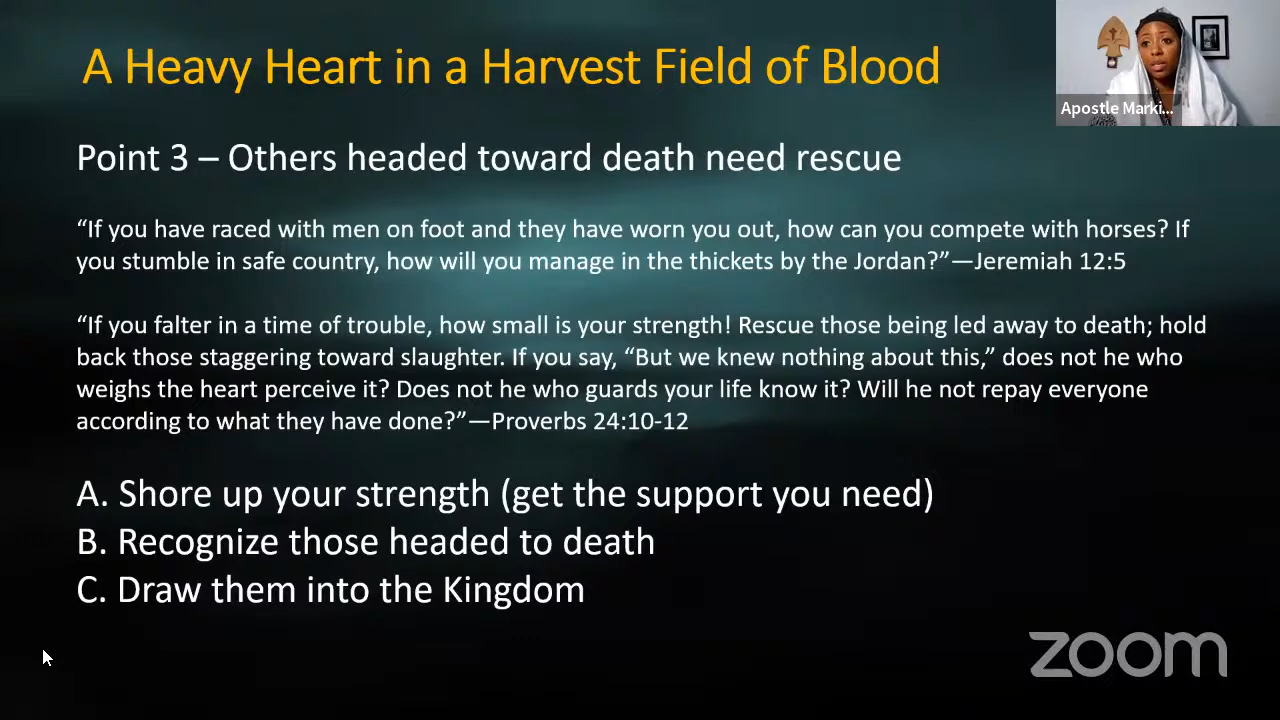 A Heavy Heart in a Harvest Field of Blood
Apostle Marki...
Point 3 – Others headed toward death need rescue
“If you have raced with men on foot and they have worn you out, how can you compete with horses? If
you stumble in safe country, how will you manage in the thickets by the Jordan?”—Jeremiah 12:5
“If you falter in a time of trouble, how small is your strength! Rescue those being led away to death; hold
back those staggering toward slaughter. If you say, “But we knew nothing about this,” does not he who
weighs the heart perceive it? Does not he who guards your life know it? Will he not repay everyone
according to what they have done?”—Proverbs 24:10-12
A. Shore up your strength (get the support you need)
B. Recognize those headed to death
C. Draw them into the Kingdom
zoom